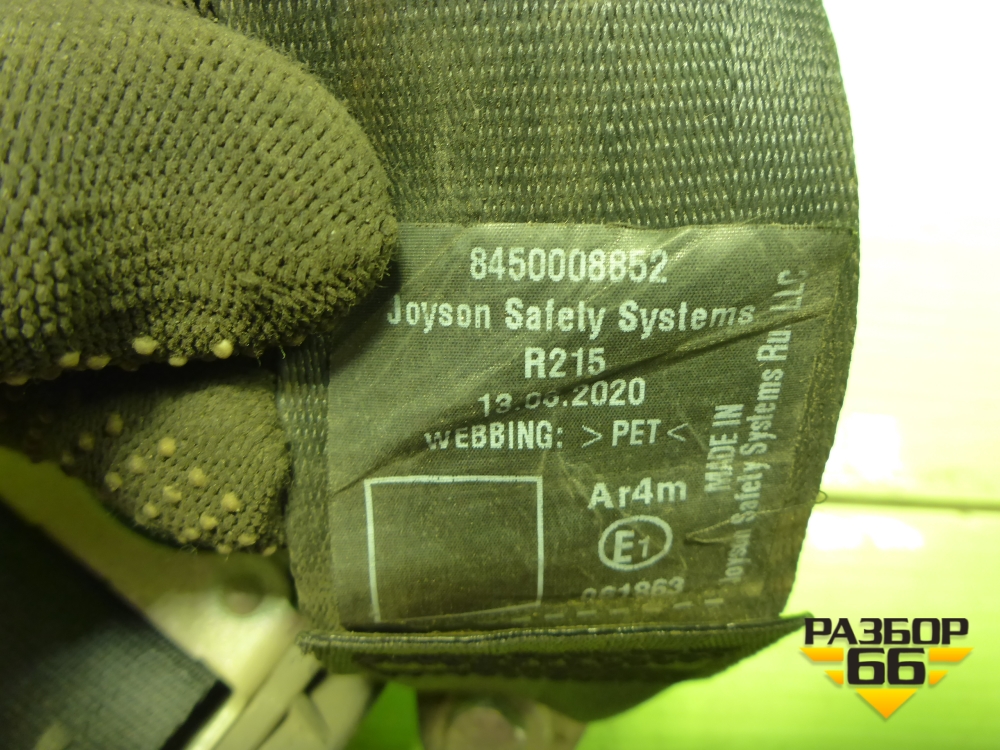 8450008852
Joyson Safety Systems
R215
WEBBING: > PET <
Ar4m
E1
MADE IN
Joyson Safety Systems Ru LLC
РАЗБОР
66